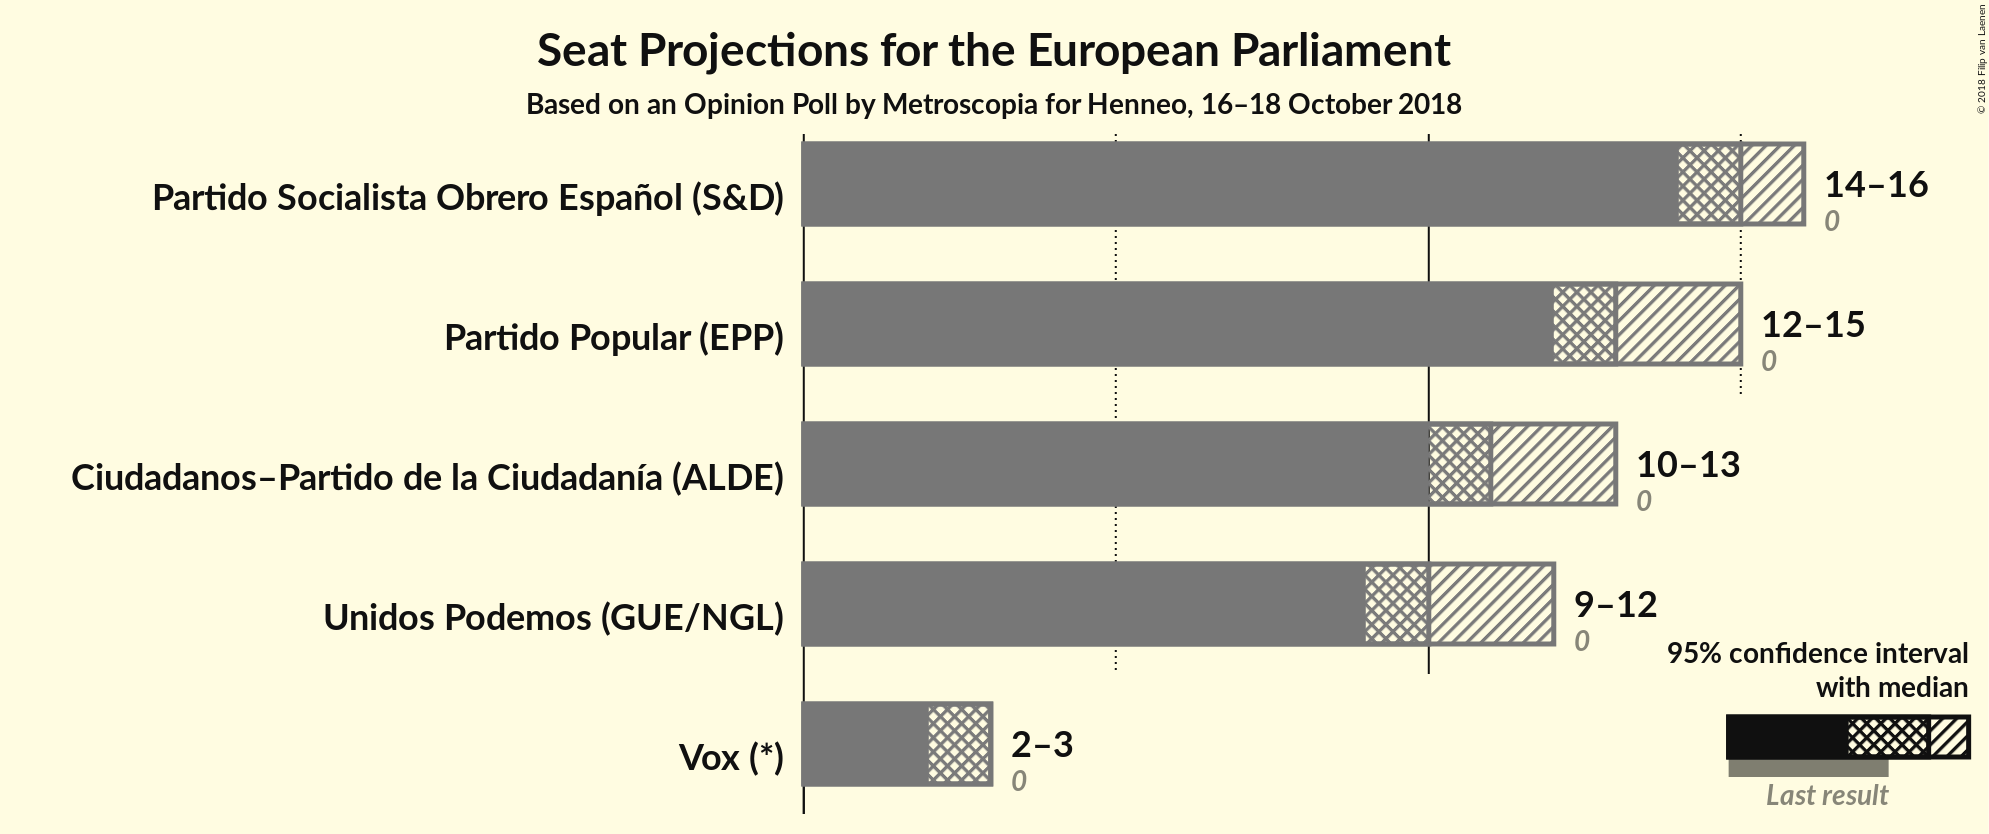 Seat Projections for the European Parliament
Based on an Opinion Poll by Metroscopia for Henneo, 16–18 October 2018
© 2018 Filip van Laenen
Partido Socialista Obrero Español (S&D)
14–16
0
Partido Popular (EPP)
12–15
0
Ciudadanos–Partido de la Ciudadanía (ALDE)
10–13
0
Unidos Podemos (GUE/NGL)
9–12
0
Vox (*)
2–3
0
95% confidence interval
with median
Last result